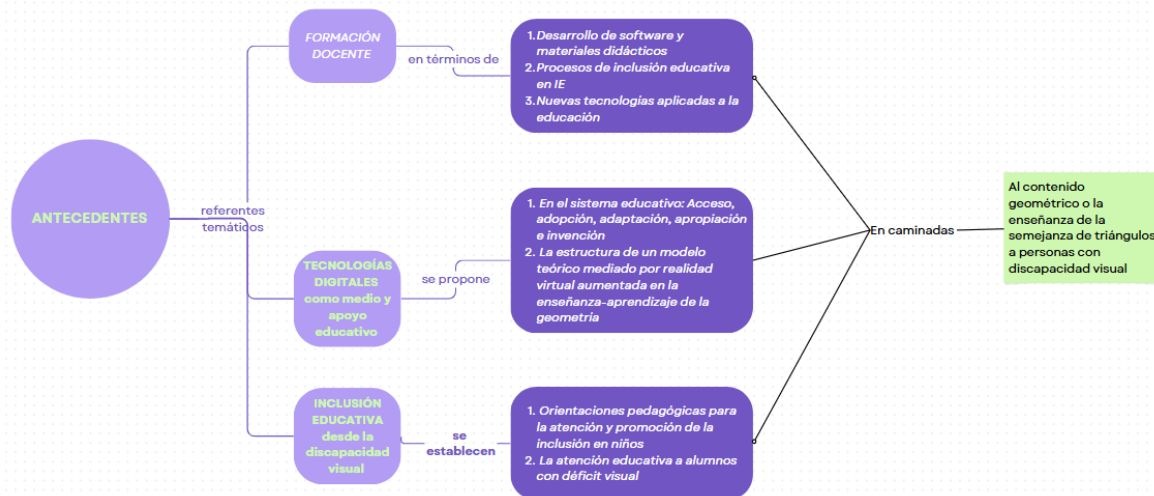 ANTECEDENTES
referentes
temáticos
FORMACIÓN
DOCENTE
en términos de
1.Desarrollo de software y
materiales didácticos
2.Procesos de inclusión educativa
en IE
3.Nuevas tecnologías aplicadas a la
educación
TECNOLOGÍAS
DIGITALES
como medio y
apoyo
educativo
se propone
1. En el sistema educativo: Acceso,
adopción, adaptación, apropiación
e invención
2. La estructura de un modelo
teórico mediado por realidad
virtual aumentada en la
enseñanza-aprendizaje de la
geometria
INCLUSIÓN
EDUCATIVA
desde la
discapacidad
visual
se
establecen
1. Orientaciones pedagógicas para
la atención y promoción de la
inclusión en niños
2. La atención educativa a alumnos
con déficit visual
En caminadas
Al contenido
geométrico o la
enseñanza de la
semejanza de triángulos
a personas con
discapacidad visual